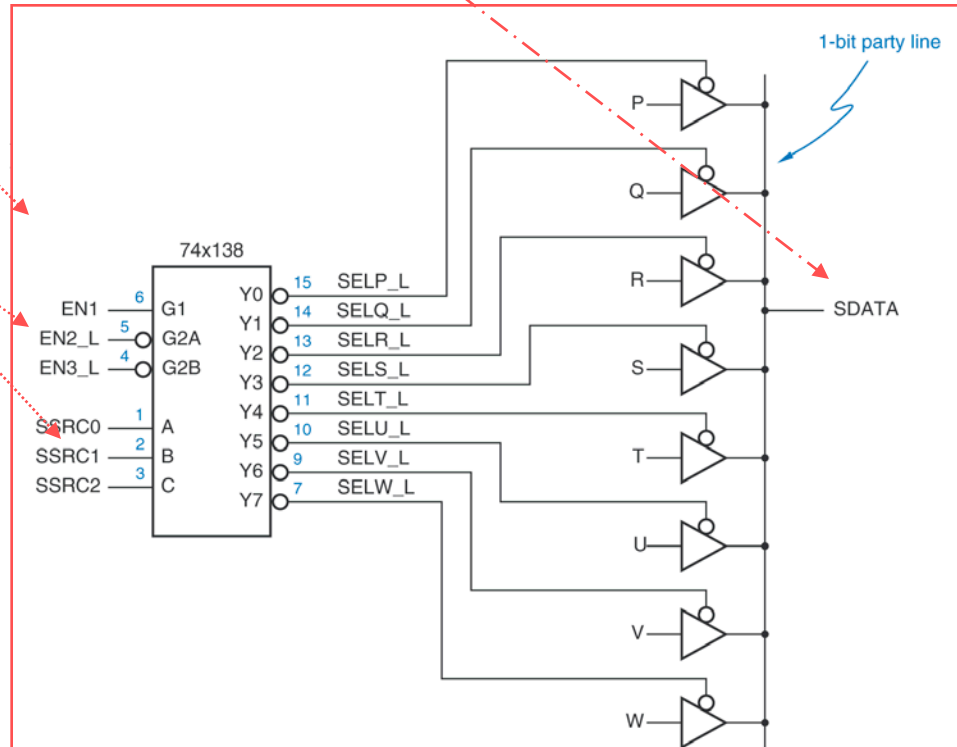 1-bit party line
P
Q
74x138
EN1 6 G1
EN2_L 5 G2A
EN3_L 4 G2B
SSRC0 1 A
SSRC1 2 B
SSRC2 3 C
Y0 15 SELP_L
Y1 14 SELQ_L
Y2 13 SELR_L
Y3 12 SELS_L
Y4 11 SELT_L
Y5 10 SELU_L
Y6 9 SELV_L
Y7 7 SELW_L
R
SDATA
S
T
U
V
W